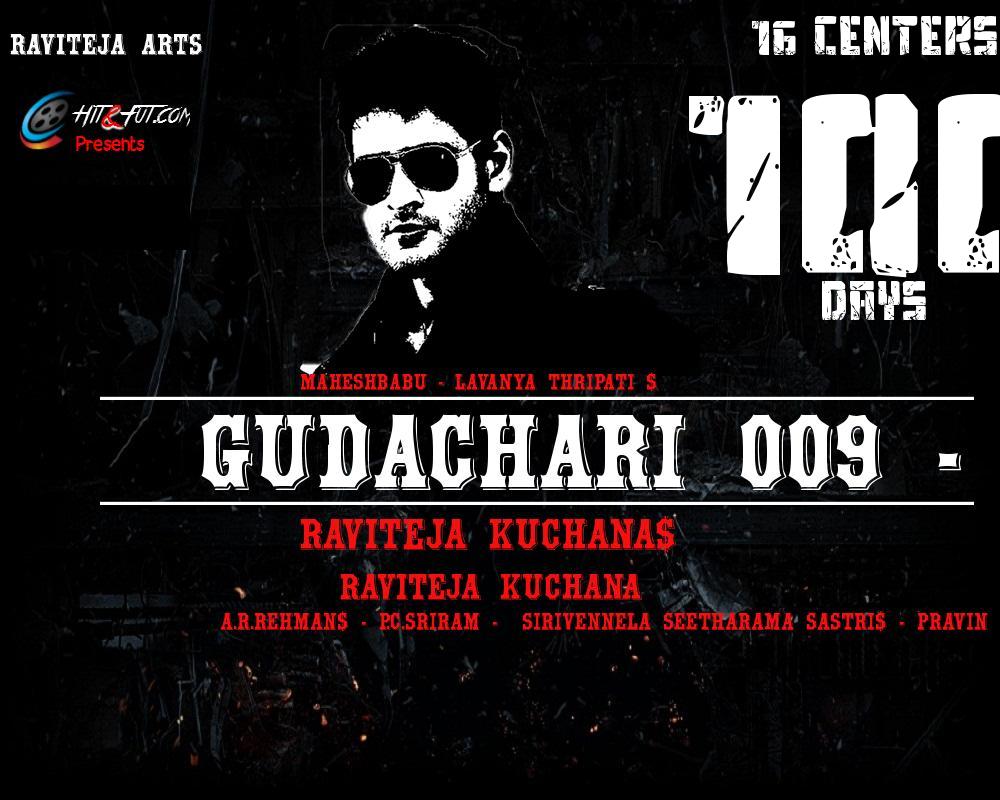 RAVITEJA ARTS
16 CENTERS
HIT&FUT.COM
Presents
100
DAYS
MAHESHBABU - LAVANYA THRIPATI $
GUDACHARI 009 -
RAVITEJA KUCHANA$
RAVITEJA KUCHANA
A.R.REHMAN$ - P.C.SRIRAM - SIRIVENNELA SEETHARAMA SASTRI$ - PRAVIN